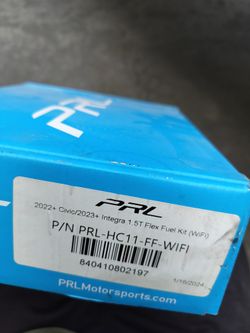 PRL
PRL
2022+ Civic/2023+ Integra 1.5T Flex Fuel Kit (WiFi)
P/N PRL-HC11-FF-WIFI
840410802197
1/16/2024
PRLMotorsports.com